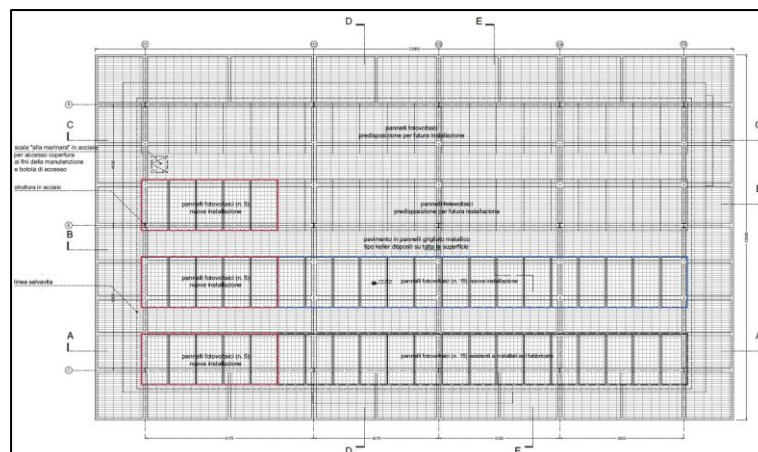 D
E
C
C
pannelli fotovoltaici
predisposizione per futura installazione
scala "alla marinara" in acciaio
per accesso copertura
ai fini della manutenzione
e botola di accesso
struttura in acciaio
pannelli fotovoltaici (n. 5)
nuova installazione
pannelli fotovoltaici
predisposizione per futura installazione
B
B
pavimento in pannelli grigliato metallico
tipo keller disposti su tutta la superficie
linea salvavita
pannelli fotovoltaici (n. 5)
nuova installazione
pannelli fotovoltaici (n. 15) nuova installazione
A
A
pannelli fotovoltaici (n. 5)
nuova installazione
pannelli fotovoltaici (n. 15) esistenti e installati sul fabbricato
D
E